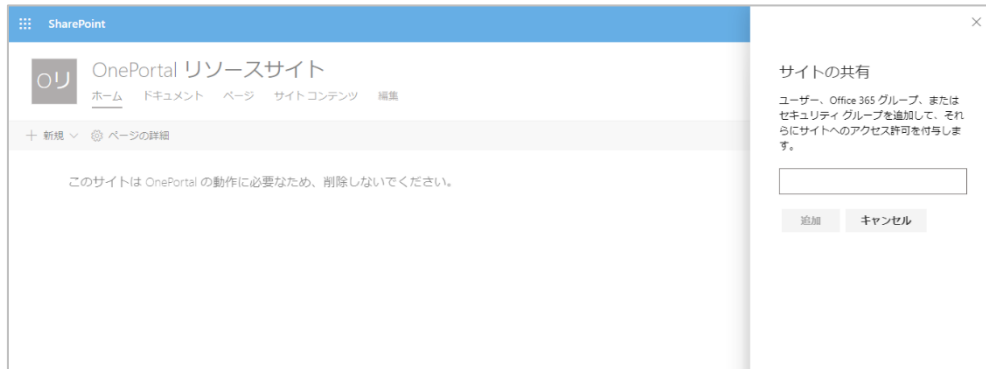 SharePoint
Oリ
OnePortal リソースサイト
ホーム ドキュメント ページ サイト コンテンツ 編集
新規 ページの詳細
このサイトは OnePortal の動作に必要なため、削除しないでください。
サイトの共有
ユーザー、Office 365 グループ、または
セキュリティ グループを追加して、それ
らにサイトへのアクセス許可を付与しま
す。
追加 キャンセル